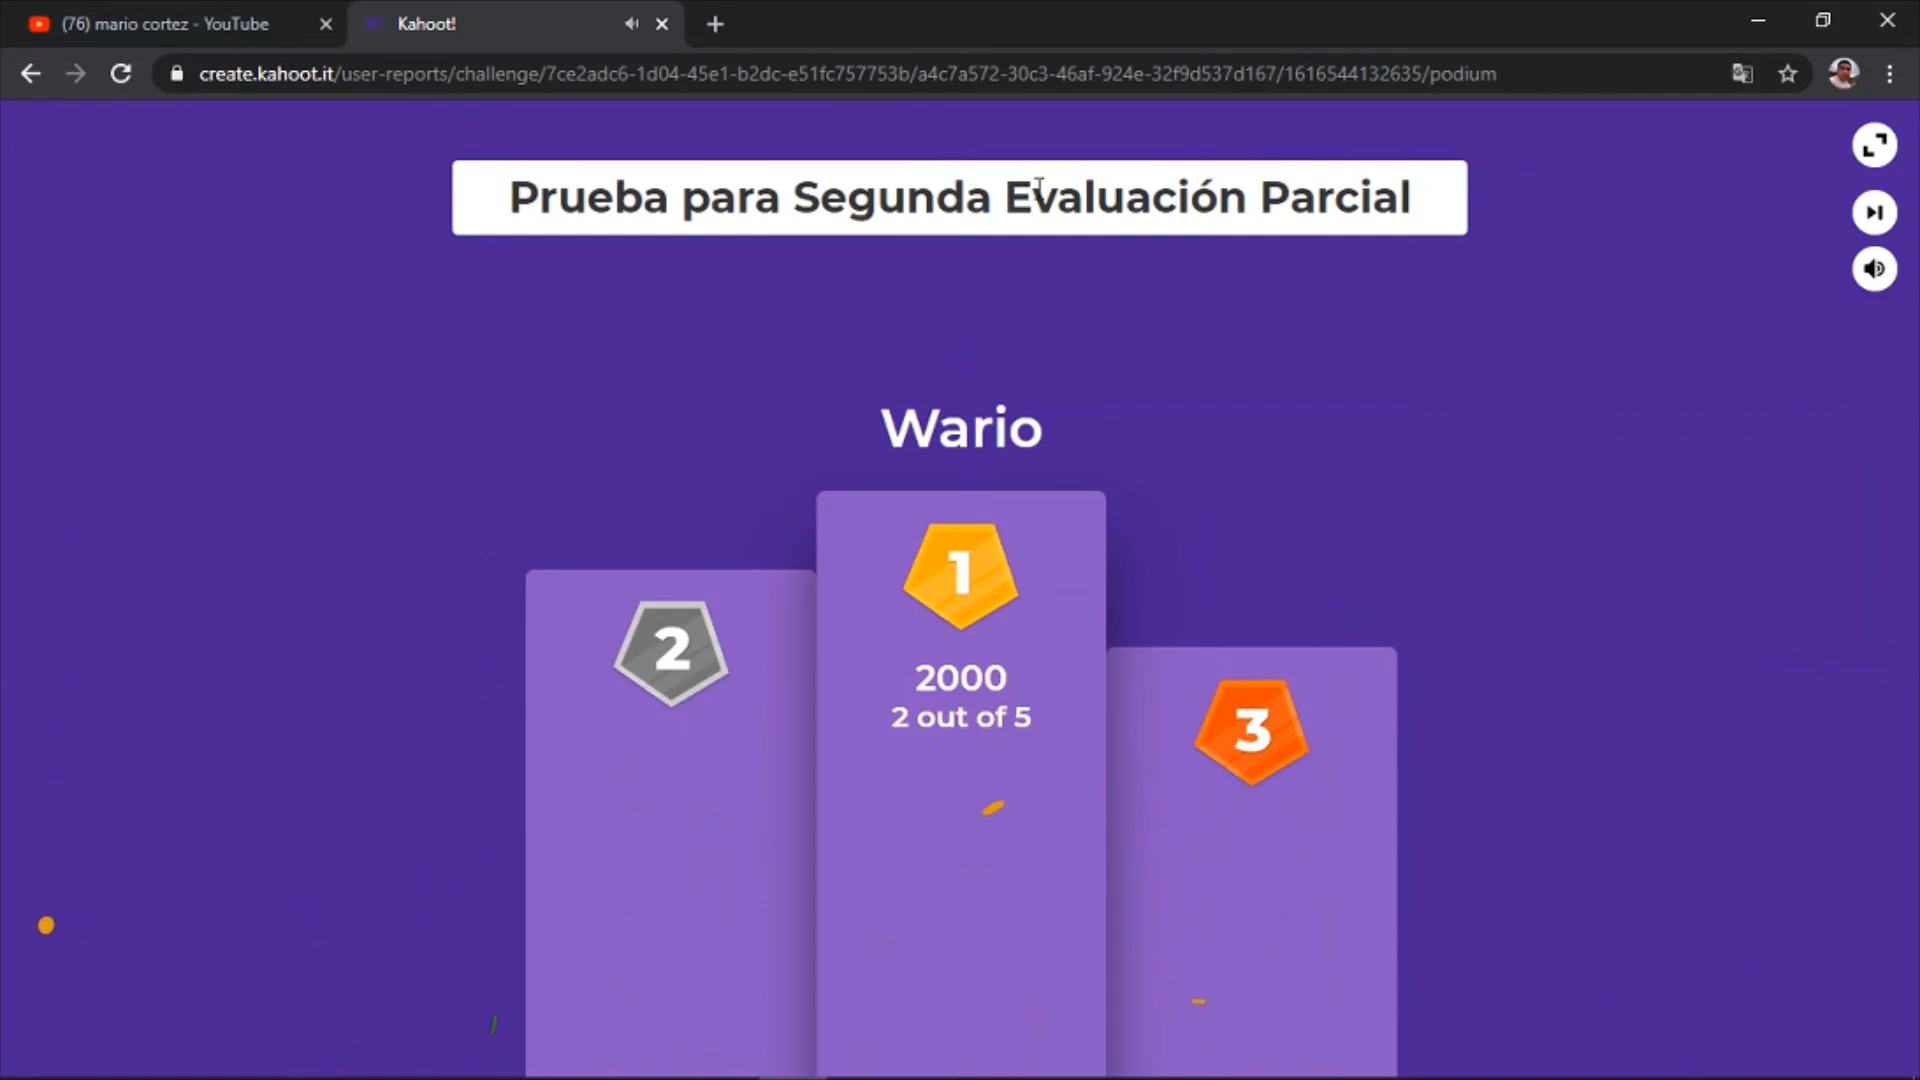 (76) mario cortez - YouTube
Kahoot!
create.kahoot.it/user-reports/challenge/7ce2adc6-1d04-45e1-b2dc-e51fc757753b/a4c7a572-30c3-46af-924e-32f9d537d167/1616544132635/podium
Prueba para Segunda Evaluación Parcial
Wario
1
2000
2 out of 5
2
3